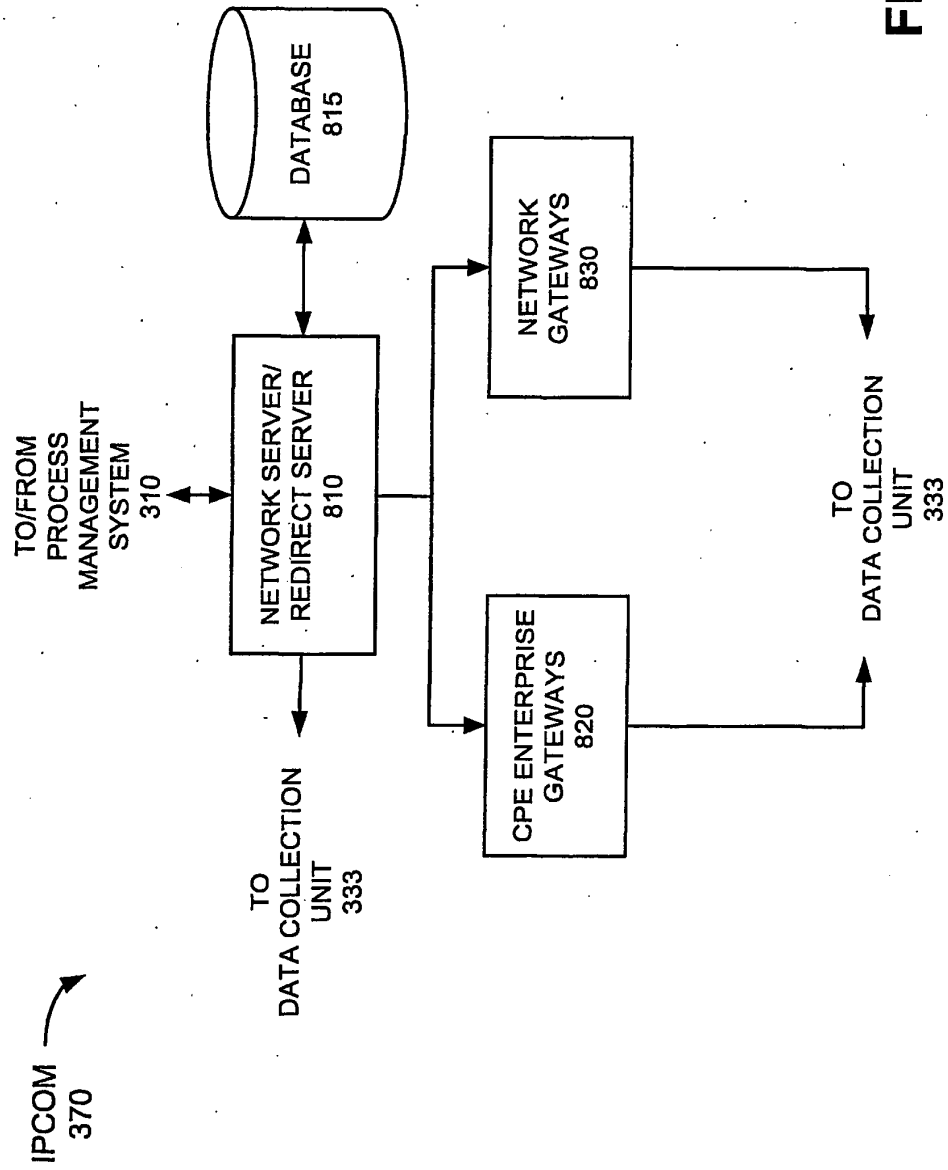 IPCOM
370
TO/FROM
PROCESS
MANAGEMENT
SYSTEM
310
NETWORK SERVER/
REDIRECT SERVER
810
DATABASE
815
TO
DATA COLLECTION
UNIT
333
CPE ENTERPRISE
GATEWAYS
820
NETWORK
GATEWAYS
830
TO
DATA COLLECTION
UNIT
333